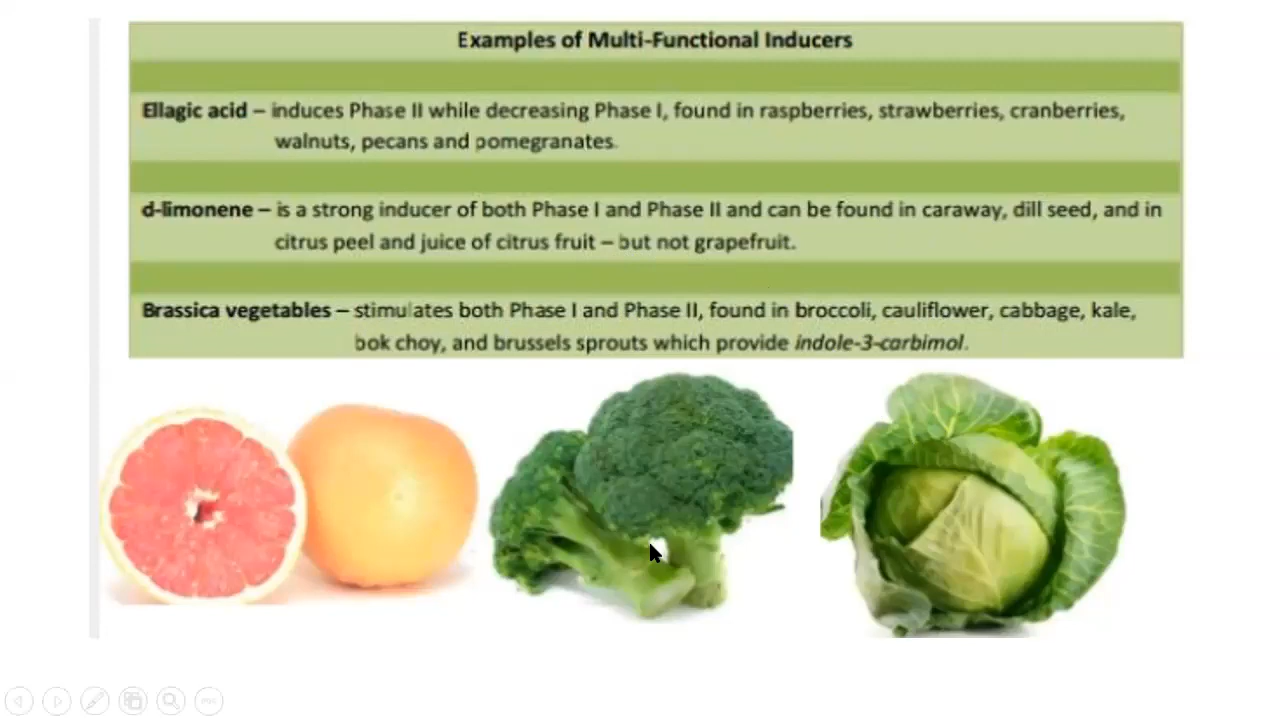 Examples of Multi-Functional Inducers
Ellagic acid – induces Phase II while decreasing Phase I, found in raspberries, strawberries, cranberries,
walnuts, pecans and pomegranates.
d-limonene – is a strong inducer of both Phase I and Phase II and can be found in caraway, dill seed, and in
citrus peel and juice of citrus fruit – but not grapefruit.
Brassica vegetables – stimulates both Phase I and Phase II, found in broccoli, cauliflower, cabbage, kale,
bok choy, and brussels sprouts which provide indole-3-carbimol.